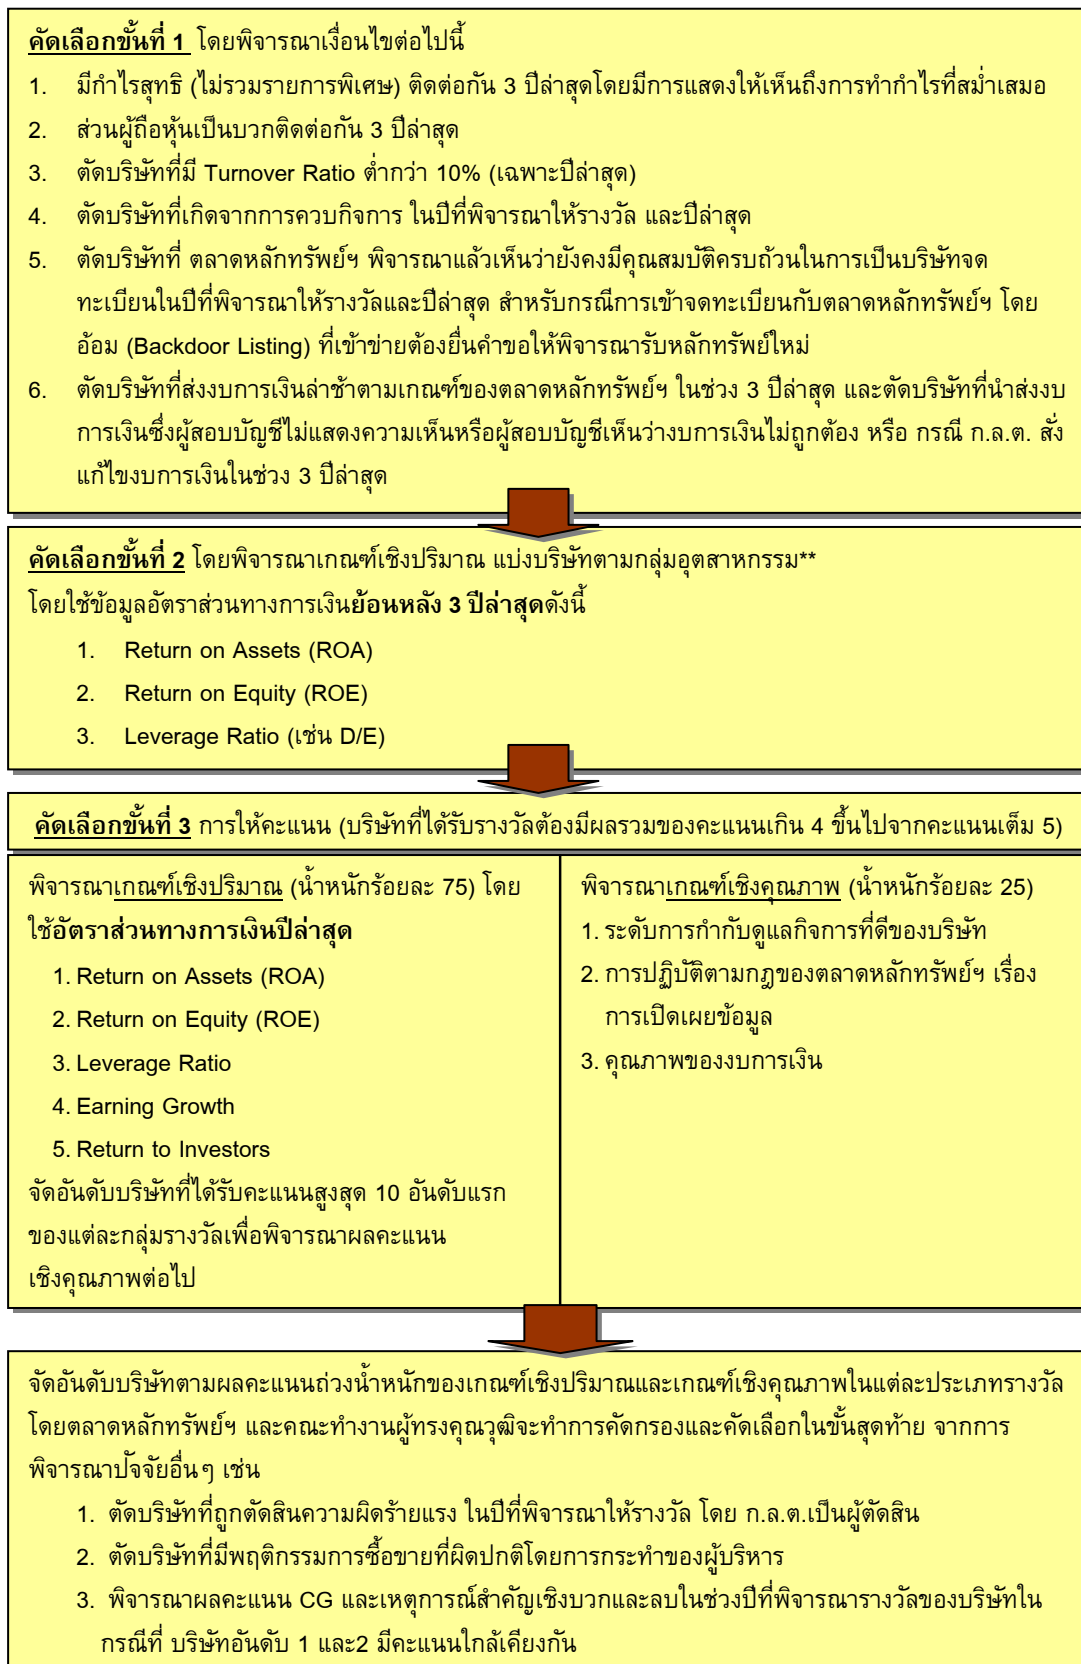 คัดเลือกขั้นที่ 1 โดยพิจารณาเงื่อนไขต่อไปนี้
1. มีกำไรสุทธิ (ไม่รวมรายการพิเศษ) ติดต่อกัน 3 ปีล่าสุดโดยมีการแสดงให้เห็นถึงการทำกำไรที่สม่ำเสมอ
2. ส่วนผู้ถือหุ้นเป็นบวกติดต่อกัน 3 ปีล่าสุด
3. ตัดบริษัทที่มี Turnover Ratio ต่ำกว่า 10% (เฉพาะปีล่าสุด)
4. ตัดบริษัทที่เกิดจากการควบกิจการ ในปีที่พิจารณาให้รางวัล และปีล่าสุด
5. ตัดบริษัทที่ ตลาดหลักทรัพย์ฯ พิจารณาแล้วเห็นว่ายังคงมีคุณสมบัติครบถ้วนในการเป็นบริษัทจด
ทะเบียนในปีที่พิจารณาให้รางวัลและปีล่าสุด สำหรับกรณีการเข้าจดทะเบียนกับตลาดหลักทรัพย์ฯ โดย
อ้อม (Backdoor Listing) ที่เข้าข่ายต้องยื่นคำขอให้พิจารณารับหลักทรัพย์ใหม่
6. ตัดบริษัทที่ส่งงบการเงินล่าช้าตามเกณฑ์ของตลาดหลักทรัพย์ฯ ในช่วง 3 ปีล่าสุด และตัดบริษัทที่นำส่งงบ
การเงินซึ่งผู้สอบบัญชีไม่แสดงความเห็นหรือผู้สอบบัญชีเห็นว่างบการเงินไม่ถูกต้อง หรือ กรณี ก.ล.ต. สั่ง
แก้ไขงบการเงินในช่วง 3 ปีล่าสุด
คัดเลือกขั้นที่ 2 โดยพิจารณาเกณฑ์เชิงปริมาณ แบ่งบริษัทตามกลุ่มอุตสาหกรรม**
โดยใช้ข้อมูลอัตราส่วนทางการเงินย้อนหลัง 3 ปีล่าสุดดังนี้
1. Return on Assets (ROA)
2. Return on Equity (ROE)
3. Leverage Ratio (เช่น D/E)
คัดเลือกขั้นที่ 3 การให้คะแนน (บริษัทที่ได้รับรางวัลต้องมีผลรวมของคะแนนเกิน 4 ขึ้นไปจากคะแนนเต็ม 5)
พิจารณาเกณฑ์เชิงปริมาณ (น้ำหนักร้อยละ 75) โดย
ใช้อัตราส่วนทางการเงินปีล่าสุด
1. Return on Assets (ROA)
2. Return on Equity (ROE)
3. Leverage Ratio
4. Earning Growth
5. Return to Investors
จัดอันดับบริษัทที่ได้รับคะแนนสูงสุด 10 อันดับแรก
ของแต่ละกลุ่มรางวัลเพื่อพิจารณาผลคะแนน
เชิงคุณภาพต่อไป
พิจารณาเกณฑ์เชิงคุณภาพ (น้ำหนักร้อยละ 25)
1. ระดับการกำกับดูแลกิจการที่ดีของบริษัท
2. การปฏิบัติตามกฎของตลาดหลักทรัพย์ฯ เรื่อง
การเปิดเผยข้อมูล
3. คุณภาพของงบการเงิน
จัดอันดับบริษัทตามผลคะแนนถ่วงน้ำหนักของเกณฑ์เชิงปริมาณและเกณฑ์เชิงคุณภาพในแต่ละประเภทรางวัล
โดยตลาดหลักทรัพย์ฯ และคณะทำงานผู้ทรงคุณวุฒิจะทำการคัดกรองและคัดเลือกในขั้นสุดท้าย จากการ
พิจารณาปัจจัยอื่นๆ เช่น
1. ตัดบริษัทที่ถูกตัดสินความผิดร้ายแรง ในปีที่พิจารณาให้รางวัล โดย ก.ล.ต.เป็นผู้ตัดสิน
2. ตัดบริษัทที่มีพฤติกรรมการซื้อขายที่ผิดปกติโดยการกระทำของผู้บริหาร
3. พิจารณาผลคะแนน CG และเหตุการณ์สำคัญเชิงบวกและลบในช่วงปีที่พิจารณารางวัลของบริษัทใน
กรณีที่ บริษัทอันดับ 1 และ2 มีคะแนนใกล้เคียงกัน